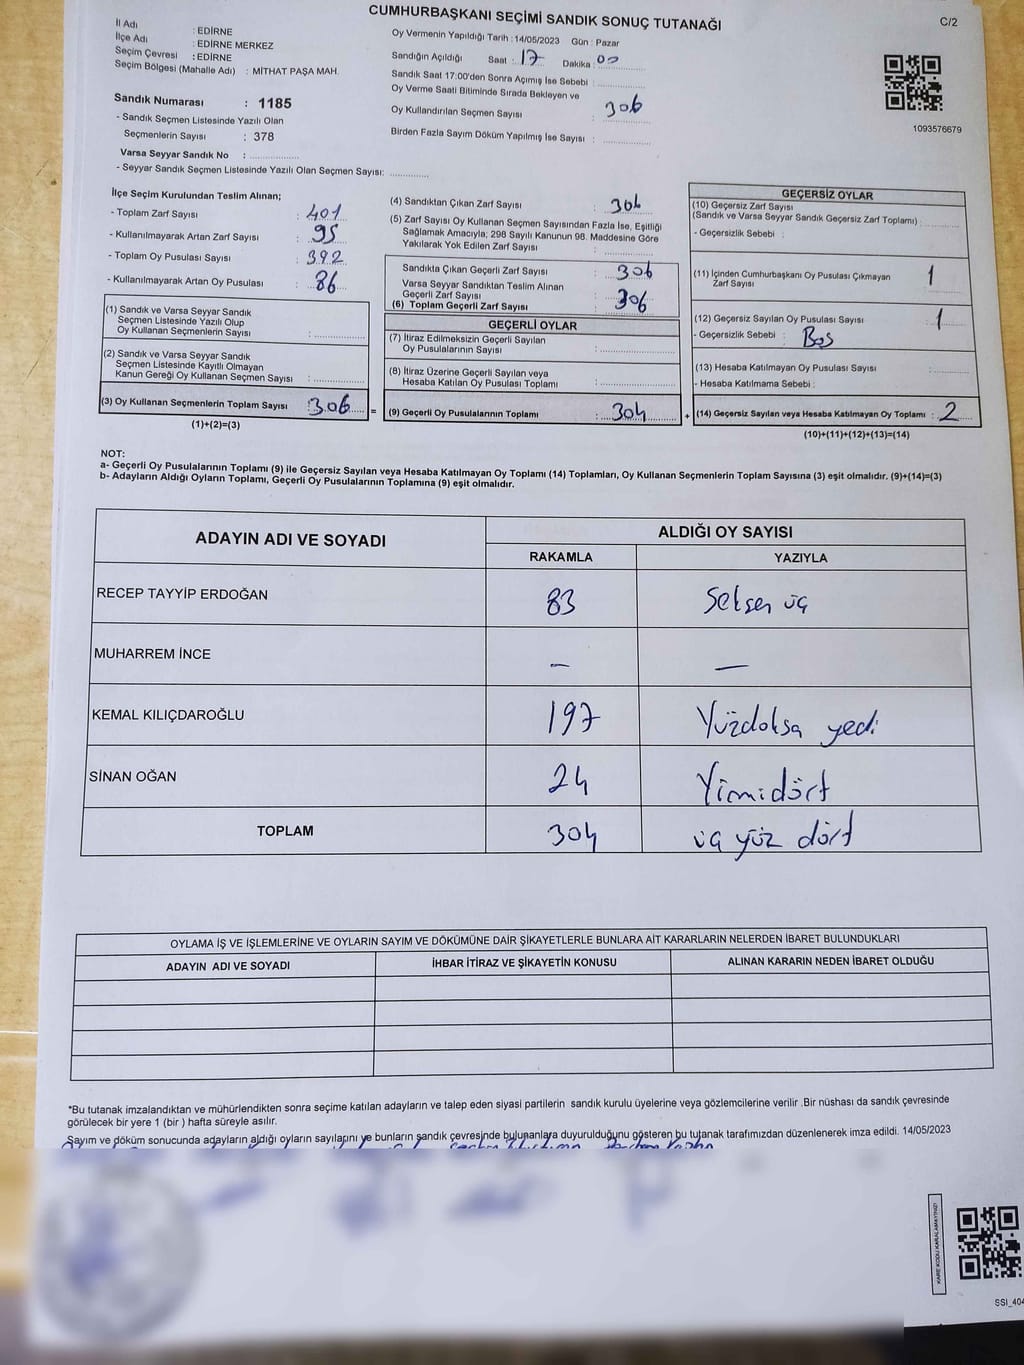 CUMHURBAŞKANI SEÇİMİ SANDIK SONUÇ TUTANAĞI
C/2
İl Adı : EDİRNE
İlçe Adı : EDİRNE MERKEZ
Seçim Çevresi : EDİRNE
Seçim Bölgesi (Mahalle Adı) : MİTHAT PAŞA MAH.
Sandık Numarası : 1185
- Sandık Seçmen Listesinde Yazılı Olan
Seçmenlerin Sayısı : 378
Varsa Seyyar Sandık No :
- Seyyar Sandık Seçmen Listesinde Yazılı Olan Seçmen Sayısı:
Oy Vermenin Yapıldığı Tarih : 14/05/2023 Gün : Pazar
Sandığın Açıldığı Saat : 17 Dakika : 00
Sandık Saat 17:00'den Sonra Açımış İse Sebebi :
Oy Verme Saati Bitiminde Sırada Bekleyen ve
Oy Kullandırılan Seçmen Sayısı : 306
Birden Fazla Sayım Döküm Yapılmış İse Sayısı :
1093576679
İlçe Seçim Kurulundan Teslim Alınan;
- Toplam Zarf Sayısı : 401
- Kullanılmayarak Artan Zarf Sayısı : 95
- Toplam Oy Pusulası Sayısı : 392
- Kullanılmayarak Artan Oy Pusulası : 86
(1) Sandık ve Varsa Seyyar Sandık
Seçmen Listesinde Yazılı Olup
Oy Kullanan Seçmenlerin Sayısı :
(2) Sandık ve Varsa Seyyar Sandık
Seçmen Listesinde Kayıtlı Olmayan
Kanun Gereği Oy Kullanan Seçmen Sayısı :
(3) Oy Kullanan Seçmenlerin Toplam Sayısı : 306 =
(1)+(2)=(3)
(4) Sandıktan Çıkan Zarf Sayısı : 306
(5) Zarf Sayısı Oy Kullanan Seçmen Sayısından Fazla İse, Eşitliği
Sağlamak Amacıyla; 298 Sayılı Kanunun 98. Maddesine Göre
Yakılarak Yok Edilen Zarf Sayısı :
Sandıkta Çıkan Geçerli Zarf Sayısı : 306
Varsa Seyyar Sandıktan Teslim Alınan
Geçerli Zarf Sayısı :
(6) Toplam Geçerli Zarf Sayısı : 306
GEÇERLİ OYLAR
(7) İtiraz Edilmeksizin Geçerli Sayılan
Oy Pusulalarının Sayısı :
(8) İtiraz Üzerine Geçerli Sayılan ve
Hesaba Katılan Oy Pusulası Toplamı :
(9) Geçerli Oy Pusulalarının Toplamı : 304 +
GEÇERSİZ OYLAR
(10) Geçersiz Zarf Sayısı
(Sandık ve Varsa Seyyar Sandık Geçersiz Zarf Toplamı) :
- Geçersizlik Sebebi :
(11) İçinden Cumhurbaşkanı Oy Pusulası Çıkmayan
Zarf Sayısı : 1
(12) Geçersiz Sayılan Oy Pusulası Sayısı : 1
- Geçersizlik Sebebi : Boş
(13) Hesaba Katılmayan Oy Pusulası Sayısı :
- Hesaba Katılmama Sebebi :
(14) Geçersiz Sayılan veya Hesaba Katılmayan Oy Toplamı : 2
(10)+(11)+(12)+(13)=(14)
NOT:
a- Geçerli Oy Pusulalarının Toplamı (9) ile Geçersiz Sayılan veya Hesaba Katılmayan Oy Toplamı (14) Toplamları, Oy Kullanan Seçmenlerin Toplam Sayısına (3) eşit olmalıdır. (9)+(14)=(3)
b- Adayların Aldığı Oyların Toplamı, Geçerli Oy Pusulalarının Toplamına (9) eşit olmalıdır.
ADAYIN ADI VE SOYADI ALDIĞI OY SAYISI
RAKAMLA YAZIYLA
RECEP TAYYİP ERDOĞAN 83 Seksen üç
MUHARREM İNCE – –
KEMAL KILIÇDAROĞLU 197 Yüzdoksa yedi
SİNAN OĞAN 24 Yirmidört
TOPLAM 304 üç yüz dört
OYLAMA İŞ VE İŞLEMLERİNE VE OYLARIN SAYIM VE DÖKÜMÜNE DAİR ŞİKAYETLERLE BUNLARA AİT KARARLARIN NELERDEN İBARET BULUNDUKLARI
ADAYIN ADI VE SOYADI İHBAR İTİRAZ VE ŞİKAYETİN KONUSU ALINAN KARARIN NEDEN İBARET OLDUĞU
*Bu tutanak imzalandıktan ve mühürlendikten sonra seçime katılan adayların ve talep eden siyasi partilerin sandık kurulu üyelerine veya gözlemcilerine verilir .Bir nüshası da sandık çevresinde
görülecek bir yere 1 (bir ) hafta süreyle asılır.
Sayım ve döküm sonucunda adayların aldığı oyların sayılarını ve bunların sandık çevresinde bulunanlara duyurulduğunu gösteren bu tutanak tarafımızdan düzenlenerek imza edildi. 14/05/2023
KARE KODU KARALAMAYINIZ!
SSI_404